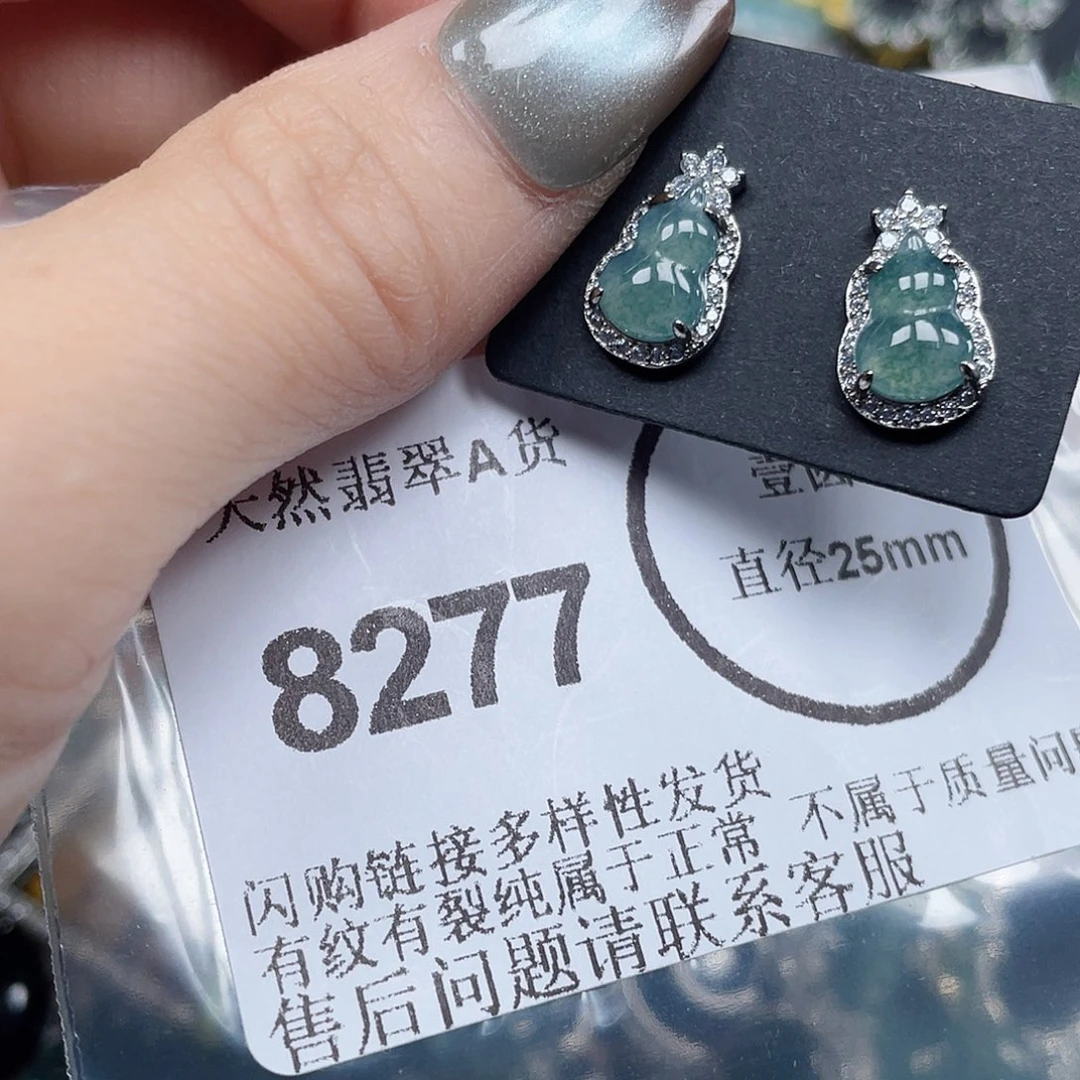 天然翡翠A货
壹
直径25mm
8277
闪购链接多样性发货
有纹有裂纯属于正常 不属于质量问题
售后问题请联系客服